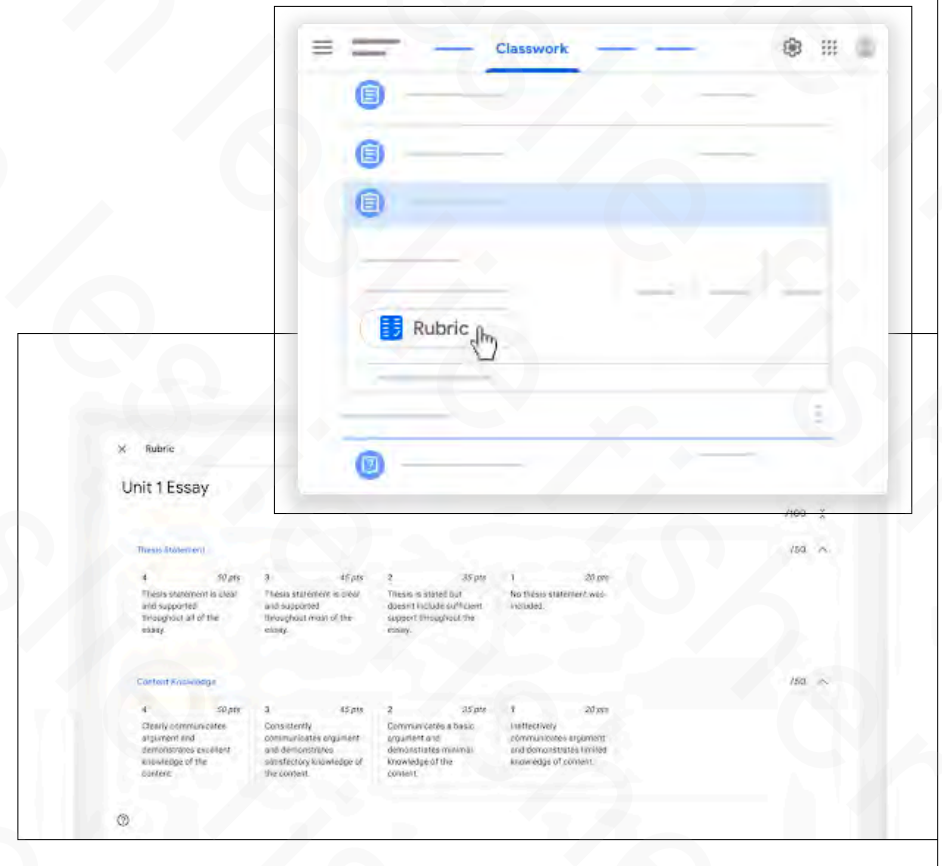 Classwork
Rubric
Rubric
Unit 1 Essay
/100
Thesis Statement
/50
4 50 pts 3 45 pts 2 35 pts 1 20 pts
Thesis statement is clear Thesis statement is clear Thesis is stated but No thesis statement was
and supported and supported doesn't include sufficient included.
throughout all of the throughout most of the support throughout the
essay. essay. essay.
Content Knowledge
/50
4 50 pts 3 45 pts 2 35 pts 1 20 pts
Clearly communicates Consistently Communicates a basic Ineffectively
argument and communicates argument argument and communicates argument
demonstrates excellent and demonstrates demonstrates minimal and demonstrates limited
knowledge of the satisfactory knowledge of knowledge of the knowledge of content.
content. the content. content.
leslie fisher